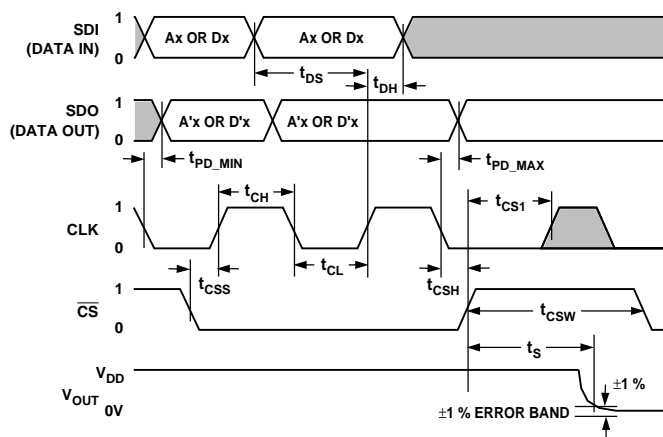 SDI
(DATA IN)
1
0
Ax OR Dx
Ax OR Dx
tDS
tDH
SDO
(DATA OUT)
1
0
A'x OR D'x
A'x OR D'x
tPD_MIN
tPD_MAX
tCH
tCS1
CLK
1
0
tCL
tCSS
tCSH
CS
1
0
tCSW
tS
VDD
VOUT
0V
±1 %
±1 % ERROR BAND